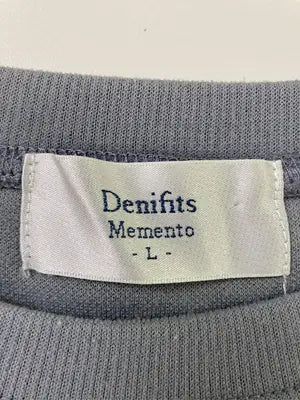 Denifits
Memento
- L -